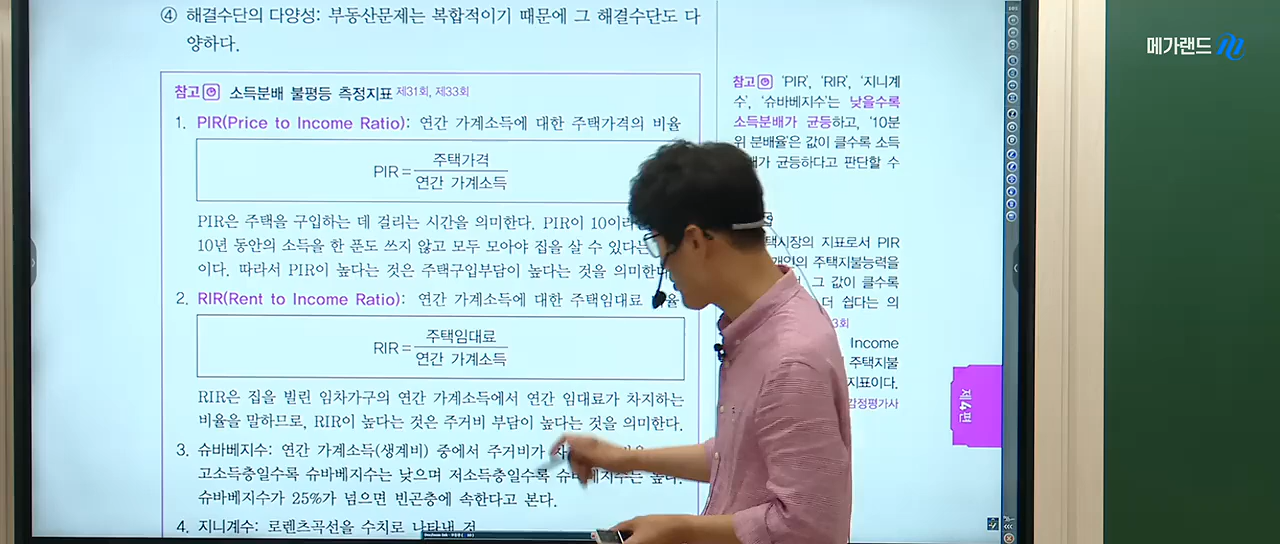 ④ 해결수단의 다양성: 부동산문제는 복합적이기 때문에 그 해결수단도 다
양하다.
참고 소득분배 불평등 측정지표 제31회, 제33회
1. PIR(Price to Income Ratio): 연간 가계소득에 대한 주택가격의 비율
PIR=
주택가격
연간 가계소득
PIR은 주택을 구입하는 데 걸리는 시간을 의미한다. PIR이
10년 동안의 소득을 한 푼도 쓰지 않고 모두 모아야 집을 살 수 있다는
이다. 따라서 PIR이 높다는 것은 주택구입부담이 높다는 것을 의미한다
2. RIR(Rent to Income Ratio): 연간 가계소득에 대한 주택임대료
RIR=
주택임대료
연간 가계소득
RIR은 집을 빌린 임차가구의 연간 가계소득에서 연간 임대료가 차지하는
비율을 말하므로, RIR이 높다는 것은 주거비 부담이 높다는 것을 의미한다.
3. 슈바베지수: 연간 가계소득(생계비) 중에서 주거비가
고소득층일수록 슈바베지수는 낮으며 저소득층일수록
슈바베지수가 25%가 넘으면 빈곤층에 속한다고 본다.
4. 지니계수: 로렌츠곡선을 수치로 나타낸 것
참고 'PIR', 'RIR', '지니계
수', '슈바베지수'는 낮을수록
소득분배가 균등하고, '10분
위 분배율'은 값이 클수록 소득
가 균등하다고 판단할 수
시장의 지표로서 PIR
주택지불능력을
그 값이 클수록
더 쉽다는 의
Income
주택지불
지표이다.
감정평가사
제4편
메가랜드